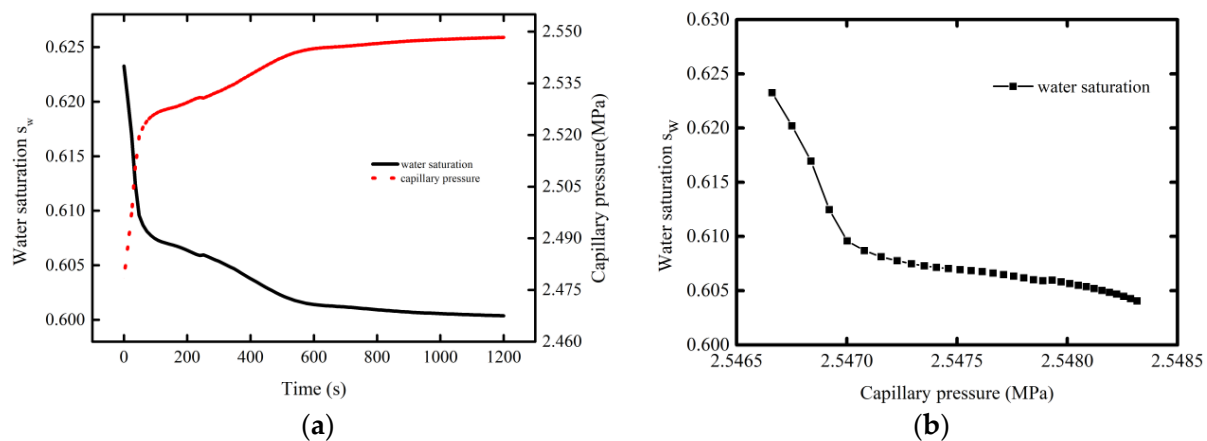 0.625
0.620
0.615
0.610
0.605
0.600
Water saturation s_w
2.550
2.535
2.520
2.505
2.490
2.475
2.460
Capillary pressure(MPa)
water saturation
capillary pressure
0 200 400 600 800 1000 1200
Time (s)
(a)
0.630
0.625
0.620
0.615
0.610
0.605
0.600
Water saturation s_w
water saturation
2.5465 2.5470 2.5475 2.5480 2.5485
Capillary pressure (MPa)
(b)